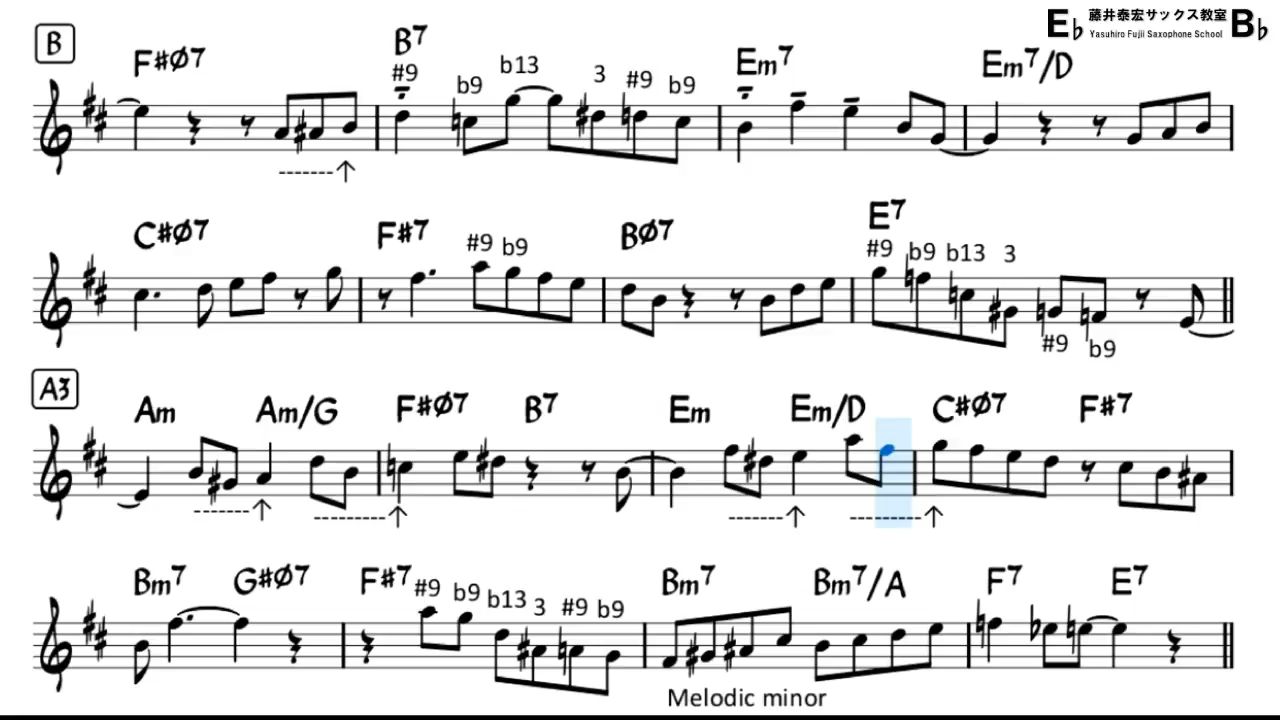 E♭ 藤井泰宏サックス教室 B♭
Yasuhiro Fujii Saxophone School
B
F#Ø7 B7 Em7 Em7/D
#9 b9 b13 3 #9 b9
C#Ø7 F#7 BØ7 E7
#9 b9 #9 b9 b13 3
#9 b9
A3
Am Am/G F#Ø7 B7 Em Em/D C#Ø7 F#7
Bm7 G#Ø7 F#7 Bm7 Bm7/A F7 E7
#9 b9 b13 3 #9 b9
Melodic minor